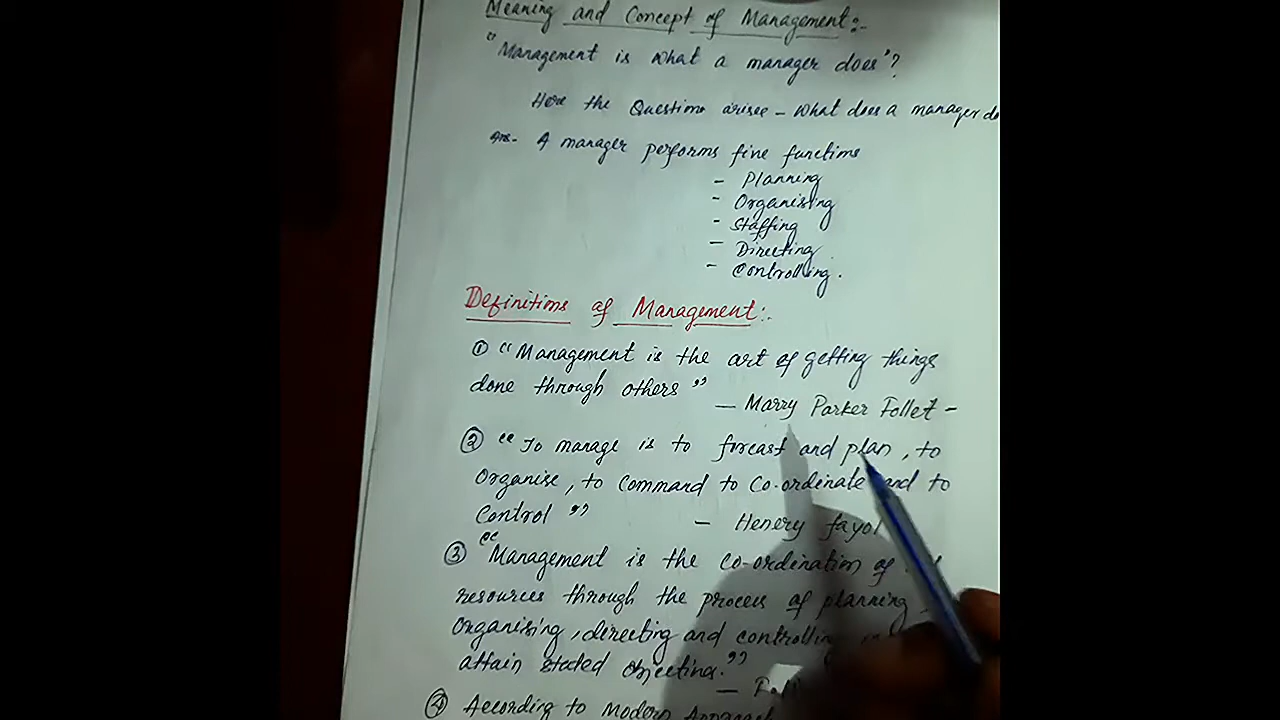 Meaning and Concept of Management:-
"Management is what a manager does"?
Here the Question arises - What does a manager do
Ans- A manager performs five functions
- Planning
- Organising
- Staffing
- Directing
- Controlling.
Definitions of Management:-
① "Management is the art of getting things
done through others"
- Marry Parker Follet -
② "To manage is to forcast and plan, to
Organise, to Command to Co-ordinate and to
Control"
- Henery fayol
③ "Management is the Co-ordination of
resources through the process of planning
Organising, directing and controlling
attain stated objectives."
④ According to Modern Approach